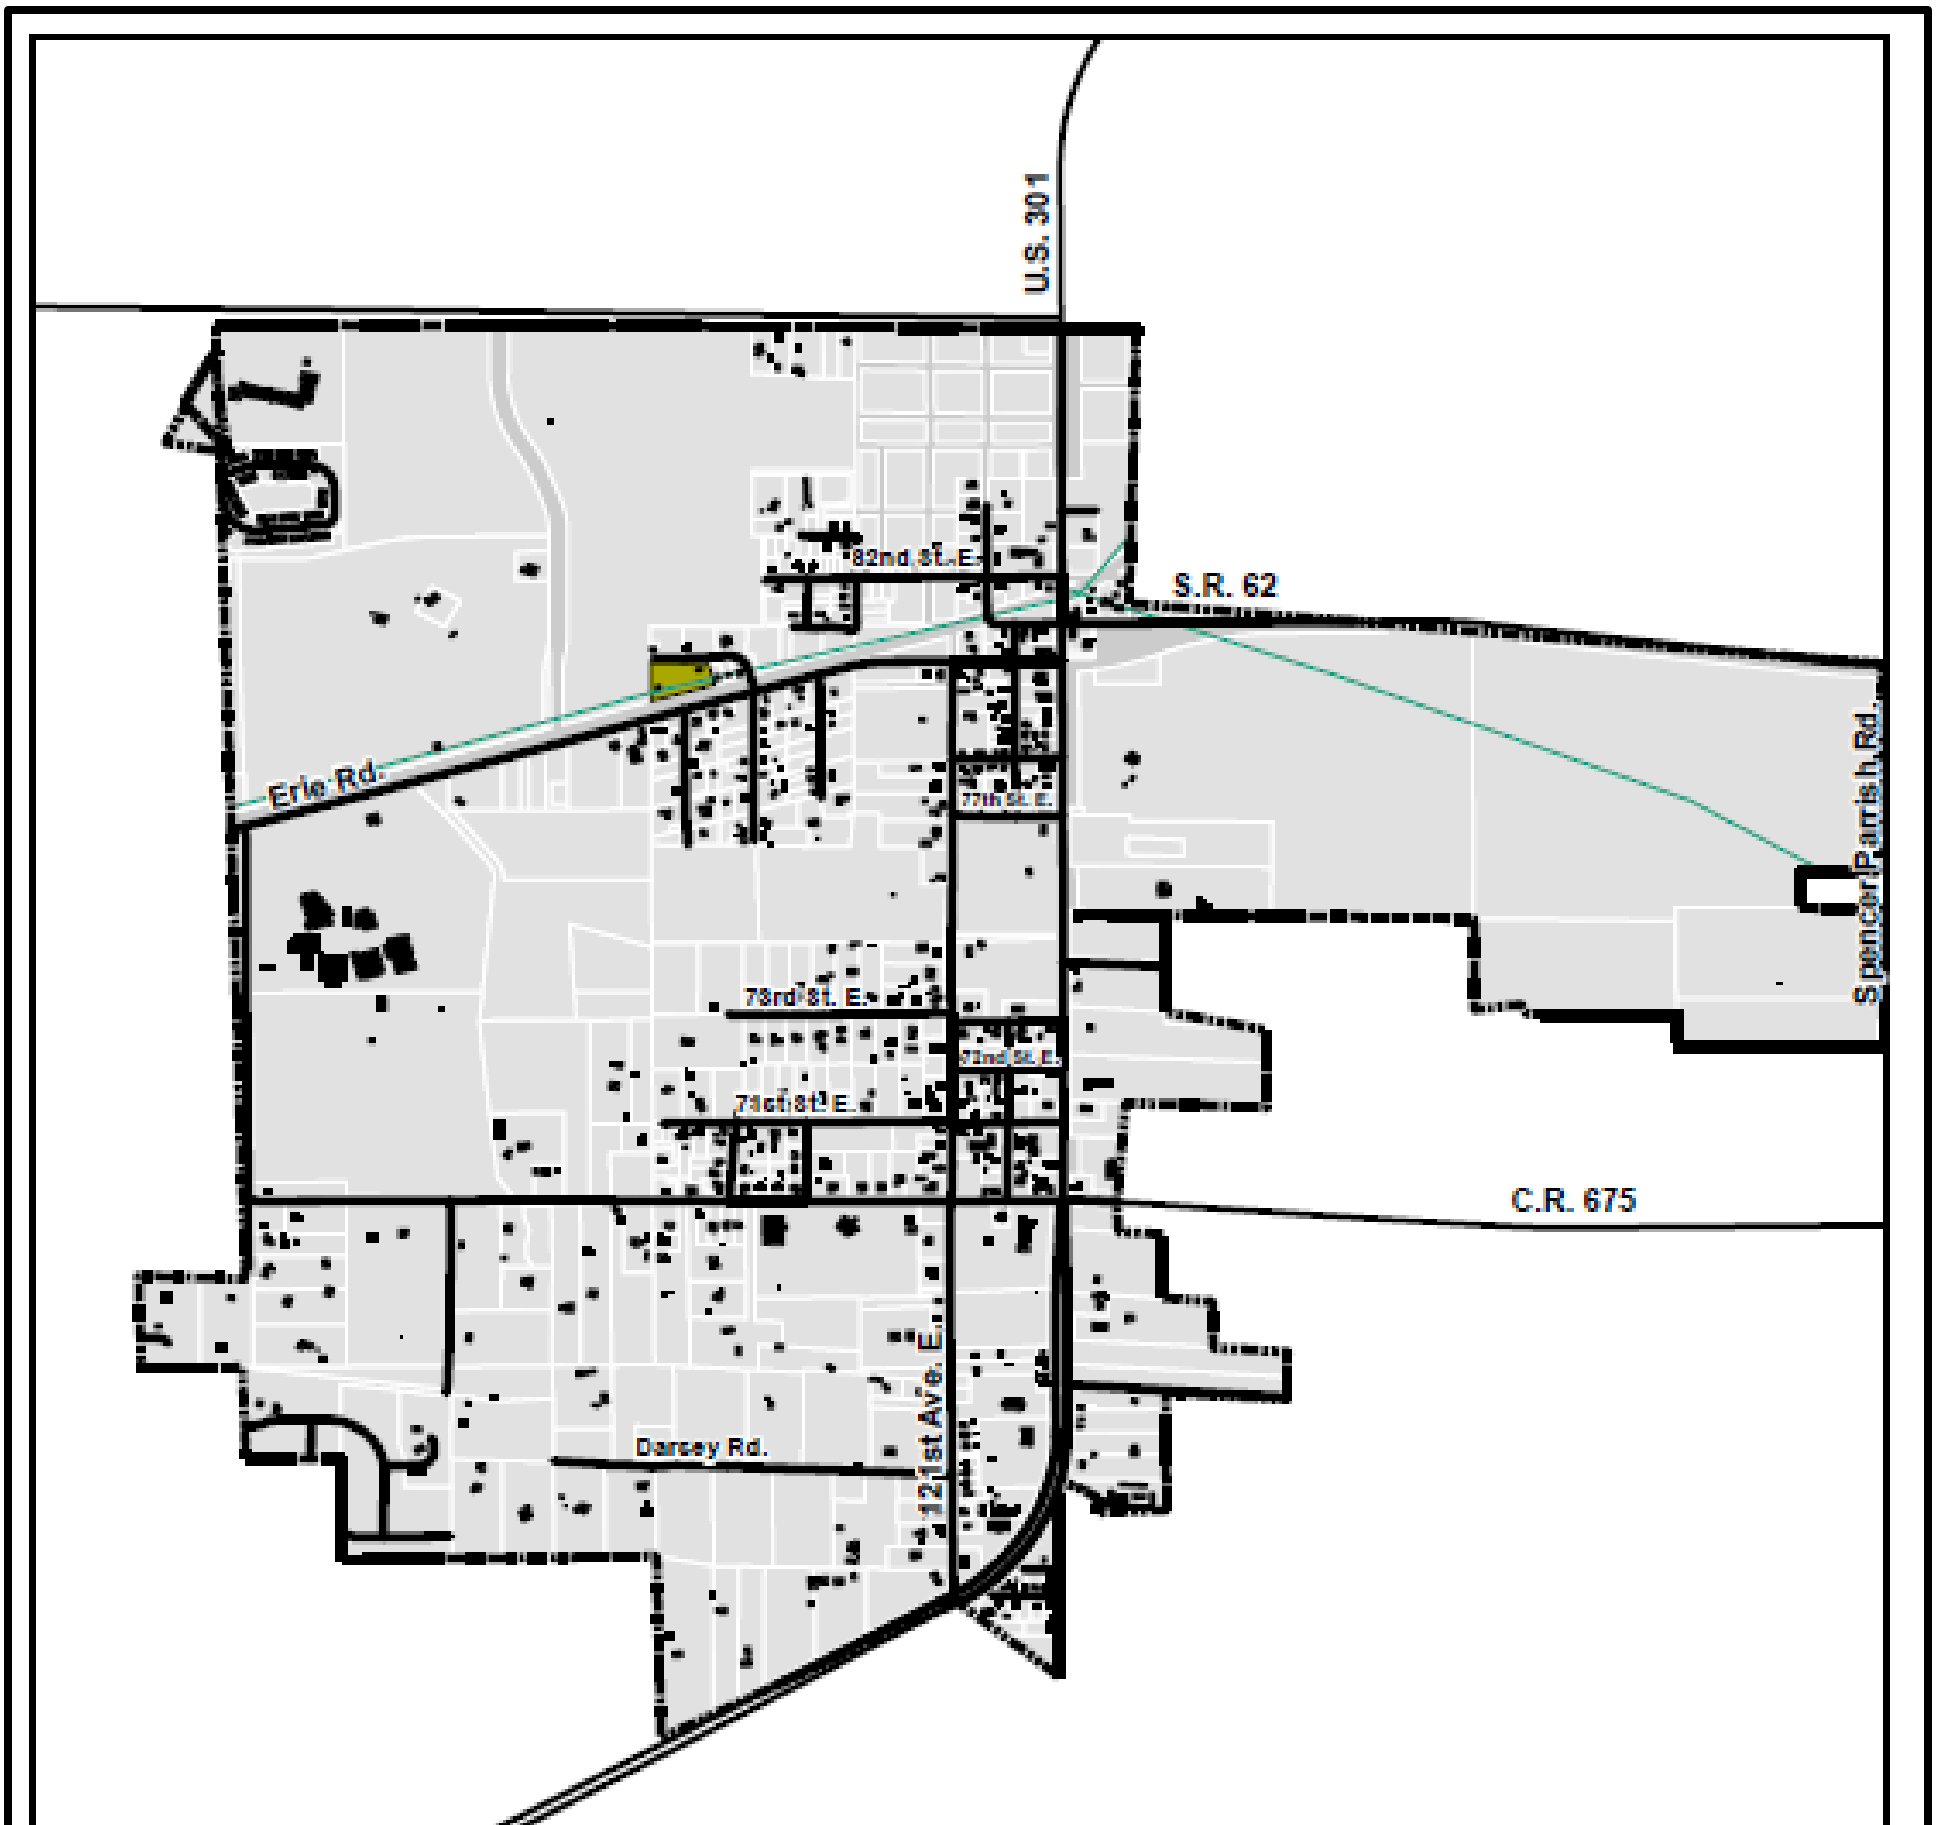 U.S. 301
82nd St. E.
S.R. 62
Erie Rd.
77th St. E.
Spencer Parrish Rd.
73rd St. E.
72nd St. E.
71st St. E.
C.R. 675
121st Ave. E.
Darsey Rd.